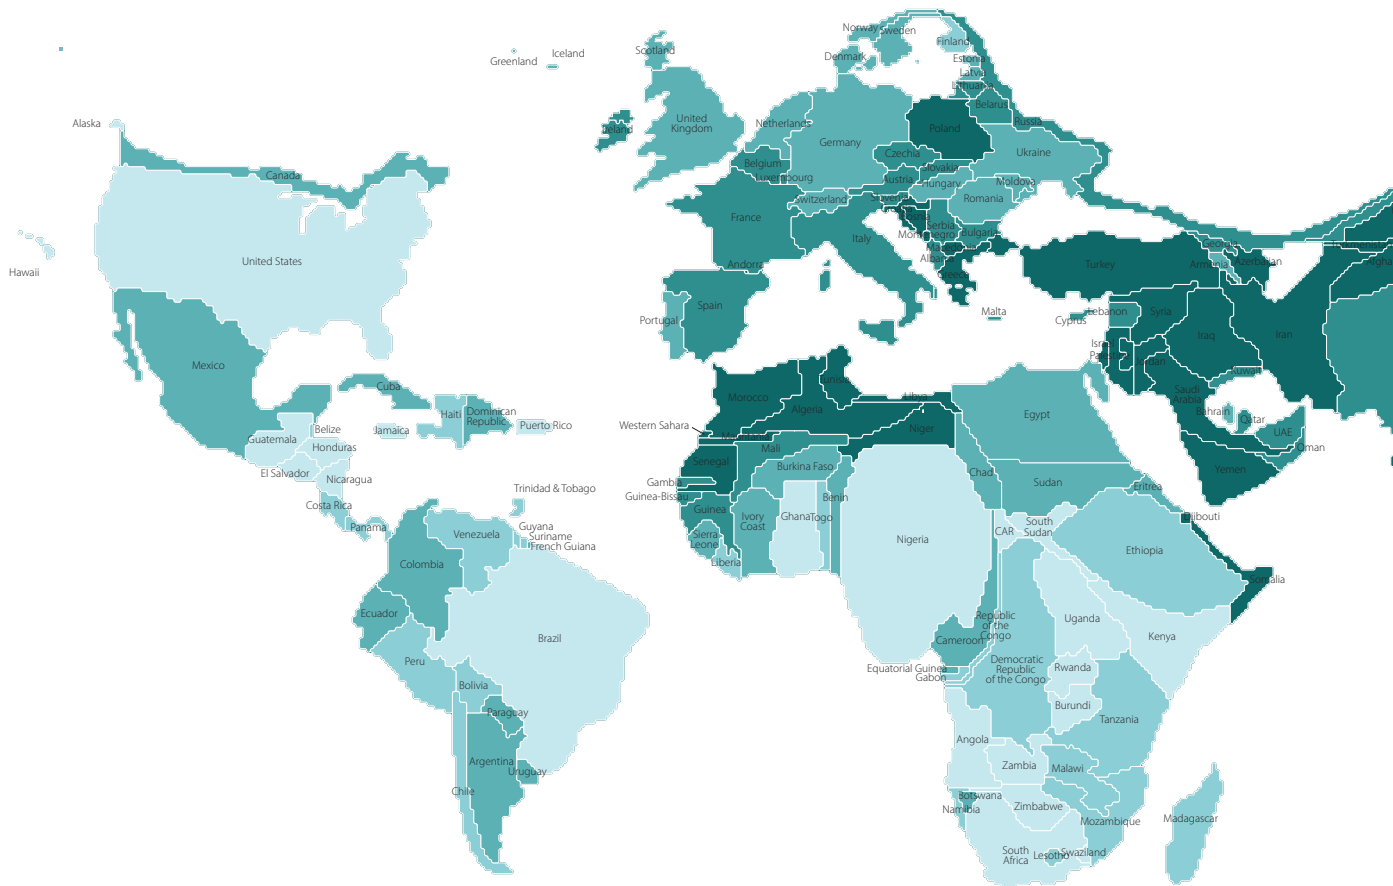 Norway
Sweden
Finland
Scotland
Iceland
Greenland
Denmark
Estonia
Latvia
Lithuania
Belarus
Russia
Alaska
Ireland
United
Kingdom
Netherlands
Germany
Poland
Ukraine
Czechia
Belgium
Luxembourg
Slovakia
Austria
Hungary
Moldova
Canada
Switzerland
Slovenia
Romania
France
Bosnia
Serbia
Bulgaria
Montenegro
Italy
Macedonia
Albania
Georgia
Armenia
Azerbaijan
Turkey
Andorra
Greece
United States
Hawaii
Spain
Portugal
Malta
Cyprus
Lebanon
Syria
Iraq
Iran
Israel
Palestine
Jordan
Kuwait
Mexico
Cuba
Haiti
Dominican
Republic
Puerto Rico
Jamaica
Belize
Guatemala
Honduras
El Salvador
Nicaragua
Costa Rica
Panama
Trinidad & Tobago
Tunisia
Morocco
Algeria
Libya
Egypt
Saudi
Arabia
Bahrain
Qatar
UAE
Oman
Yemen
Western Sahara
Mauritania
Niger
Mali
Senegal
Burkina Faso
Chad
Sudan
Eritrea
Gambia
Guinea-Bissau
Guinea
Sierra
Leone
Liberia
Ivory
Coast
Ghana
Togo
Benin
Nigeria
CAR
South
Sudan
Ethiopia
Djibouti
Somalia
Venezuela
Guyana
Suriname
French Guiana
Colombia
Ecuador
Peru
Brazil
Bolivia
Paraguay
Argentina
Uruguay
Chile
Cameroon
Republic
of the
Congo
Uganda
Kenya
Equatorial Guinea
Gabon
Democratic
Republic
of the Congo
Rwanda
Burundi
Tanzania
Angola
Zambia
Malawi
Botswana
Namibia
Zimbabwe
Mozambique
Madagascar
South
Africa
Lesotho
Swaziland